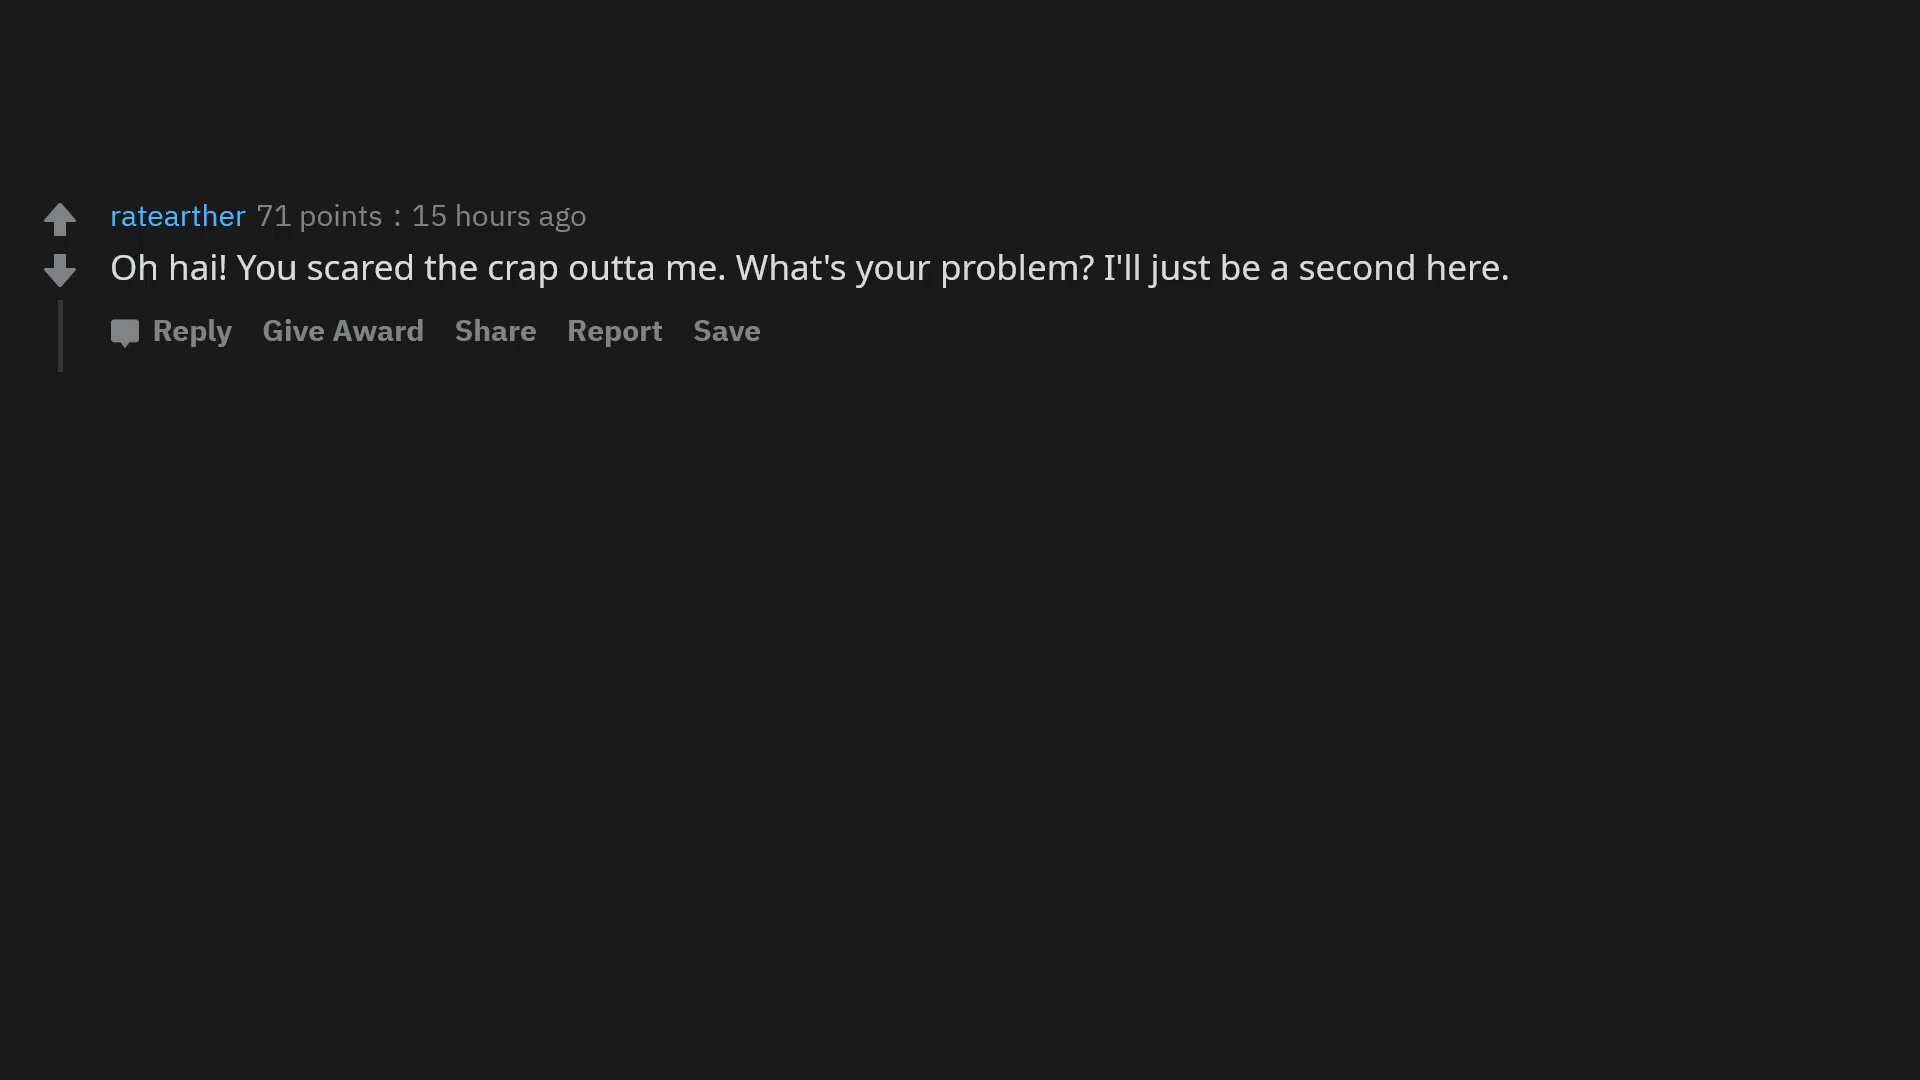 ratearther 71 points : 15 hours ago
Oh hai! You scared the crap outta me. What's your problem? I'll just be a second here.
Reply Give Award Share Report Save